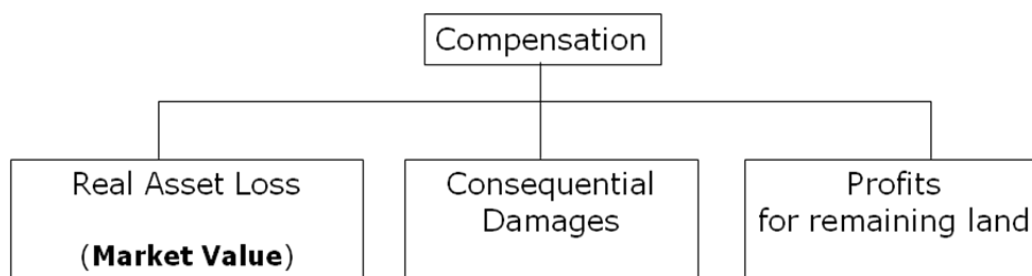 Compensation
Real Asset Loss
(Market Value)
Consequential
Damages
Profits
for remaining land